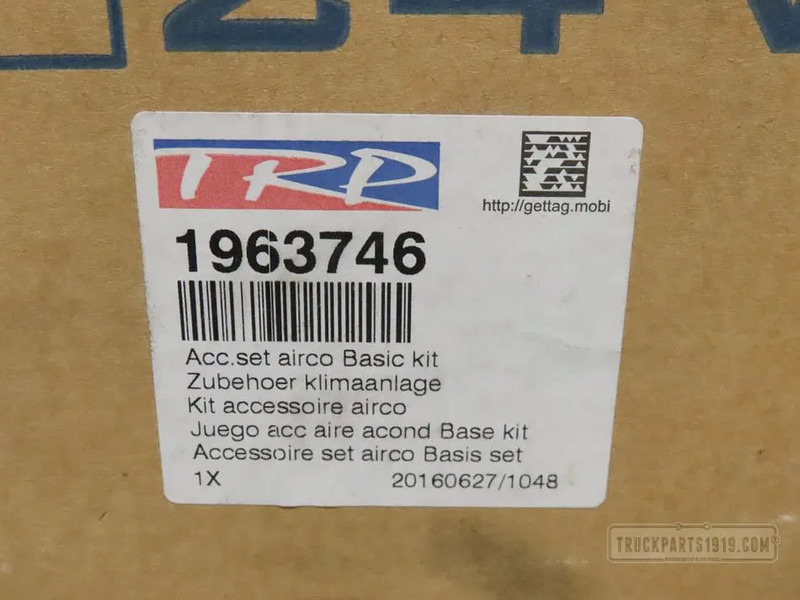 24V
TRP
http://gettag.mobi
1963746
Acc.set airco Basic kit
Zubehoer klimaanlage
Kit accessoire airco
Juego acc aire acond Base kit
Accessoire set airco Basis set
1X 20160627/1048
TRUCKPARTS1919.COM